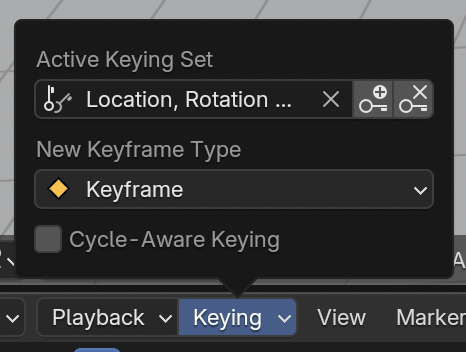 Active Keying Set
Location, Rotation ...
New Keyframe Type
Keyframe
Cycle-Aware Keying
Playback Keying View Marker